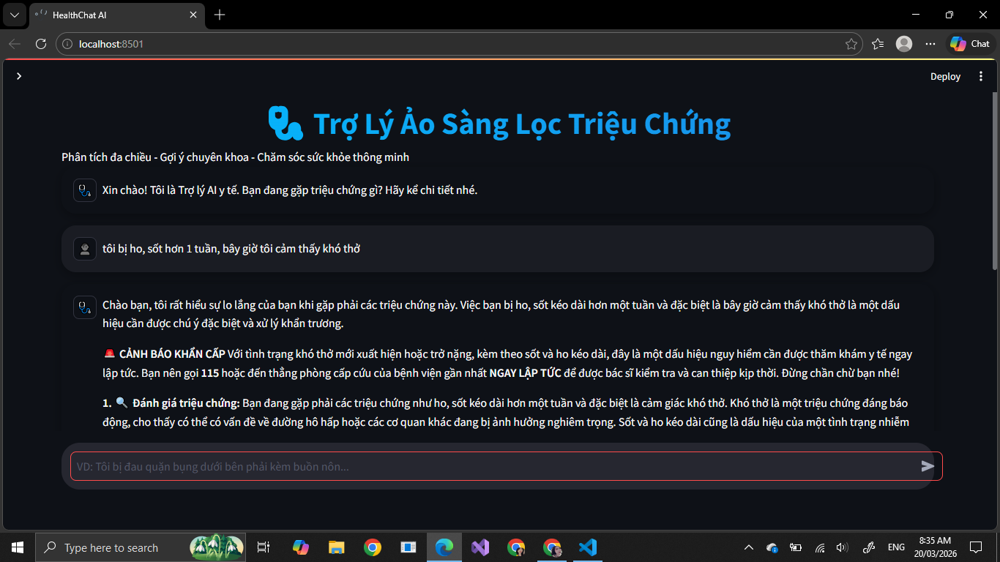 HealthChat AI
localhost:8501
Chat
Deploy
Trợ Lý Ảo Sàng Lọc Triệu Chứng
Phân tích đa chiều - Gợi ý chuyên khoa - Chăm sóc sức khỏe thông minh
Xin chào! Tôi là Trợ lý AI y tế. Bạn đang gặp triệu chứng gì? Hãy kể chi tiết nhé.
tôi bị ho, sốt hơn 1 tuần, bây giờ tôi cảm thấy khó thở
Chào bạn, tôi rất hiểu sự lo lắng của bạn khi gặp phải các triệu chứng này. Việc bạn bị ho, sốt kéo dài hơn một tuần và đặc biệt là bây giờ cảm thấy khó thở là một dấu
hiệu cần được chú ý đặc biệt và xử lý khẩn trương.
🚨 CẢNH BÁO KHẨN CẤP Với tình trạng khó thở mới xuất hiện hoặc trở nặng, kèm theo sốt và ho kéo dài, đây là một dấu hiệu nguy hiểm cần được thăm khám y tế ngay
lập tức. Bạn nên gọi 115 hoặc đến thẳng phòng cấp cứu của bệnh viện gần nhất NGAY LẬP TỨC để được bác sĩ kiểm tra và can thiệp kịp thời. Đừng chần chừ bạn nhé!
1. 🔍 Đánh giá triệu chứng: Bạn đang gặp phải các triệu chứng như ho, sốt kéo dài hơn một tuần và đặc biệt là cảm giác khó thở. Khó thở là một triệu chứng đáng báo
động, cho thấy có thể có vấn đề về đường hô hấp hoặc các cơ quan khác đang bị ảnh hưởng nghiêm trọng. Sốt và ho kéo dài cũng là dấu hiệu của một tình trạng nhiễm
VD: Tôi bị đau quặn bụng dưới bên phải kèm buồn nôn...
Type here to search
ENG
8:35 AM
20/03/2026